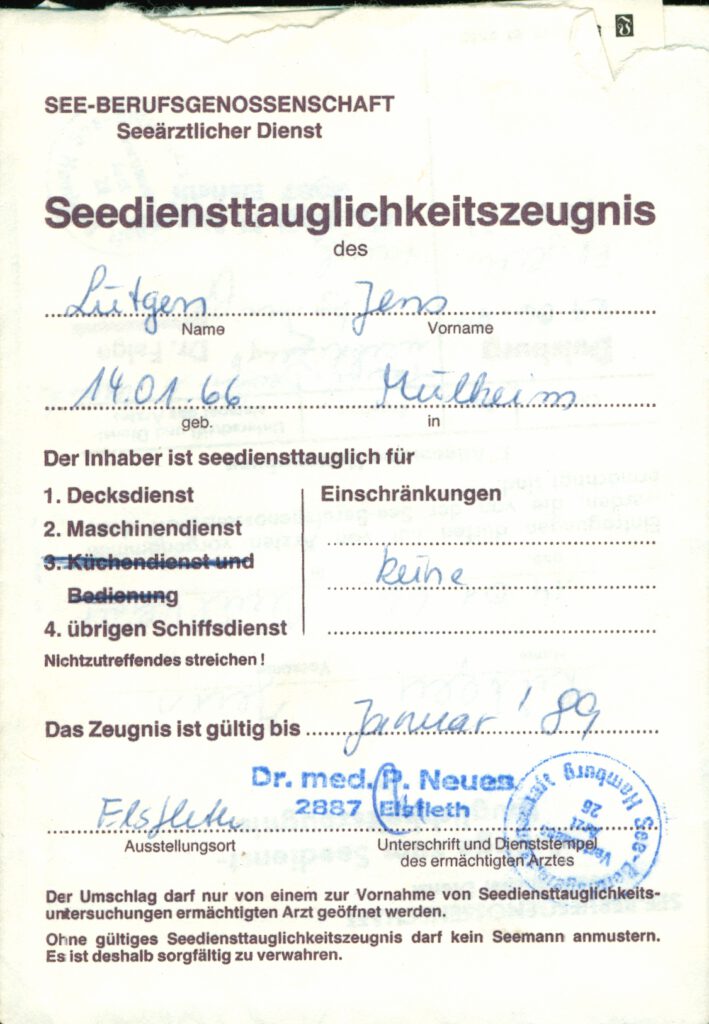 SEE-BERUFSGENOSSENSCHAFT
Seeärztlicher Dienst
Seediensttauglichkeitszeugnis
des
Lütgen Jens
Name Vorname
14.01.66 Mülheim
geb. in
Der Inhaber ist seediensttauglich für
1. Decksdienst
Einschränkungen
2. Maschinendienst
3. Küchendienst und
keine
Bedienung
4. übrigen Schiffsdienst
Nichtzutreffendes streichen!
Das Zeugnis ist gültig bis Januar '89
Dr. med. P. Neues
2887 Elsfleth
Elsfleth
Ausstellungsort Unterschrift und Dienststempel
des ermächtigten Arztes
See-
Hamburg
Arzt
26
Der Umschlag darf nur von einem zur Vornahme von Seediensttauglichkeits-
untersuchungen ermächtigten Arzt geöffnet werden.
Ohne gültiges Seediensttauglichkeitszeugnis darf kein Seemann anmustern.
Es ist deshalb sorgfältig zu verwahren.